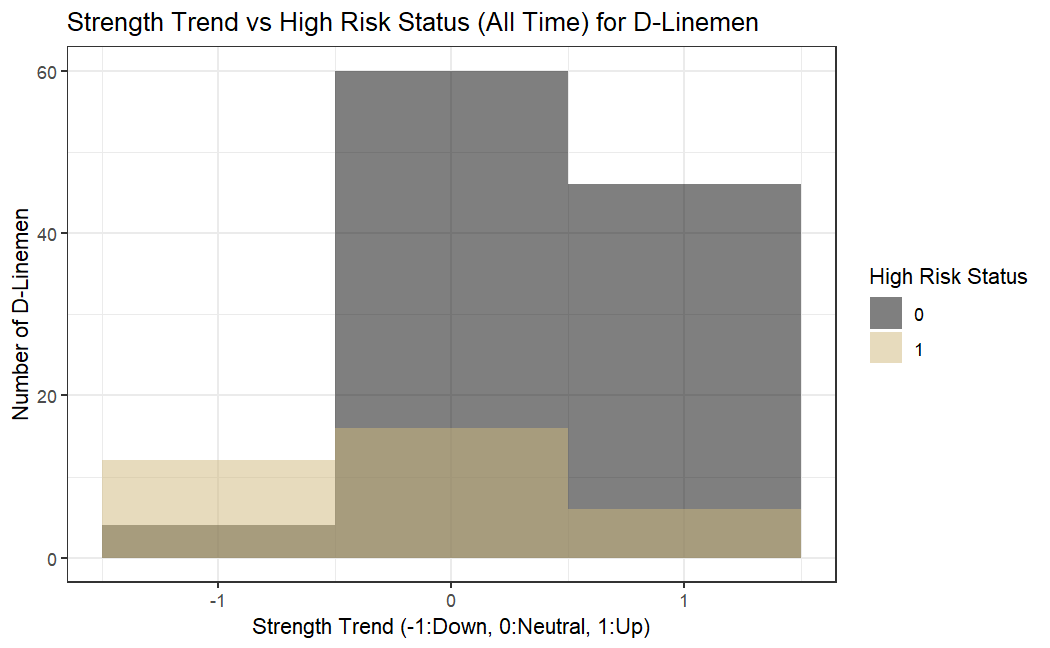 Strength Trend vs High Risk Status (All Time) for D-Linemen
Number of D-Linemen
60
40
20
0
-1
0
1
Strength Trend (-1:Down, 0:Neutral, 1:Up)
High Risk Status
0
1